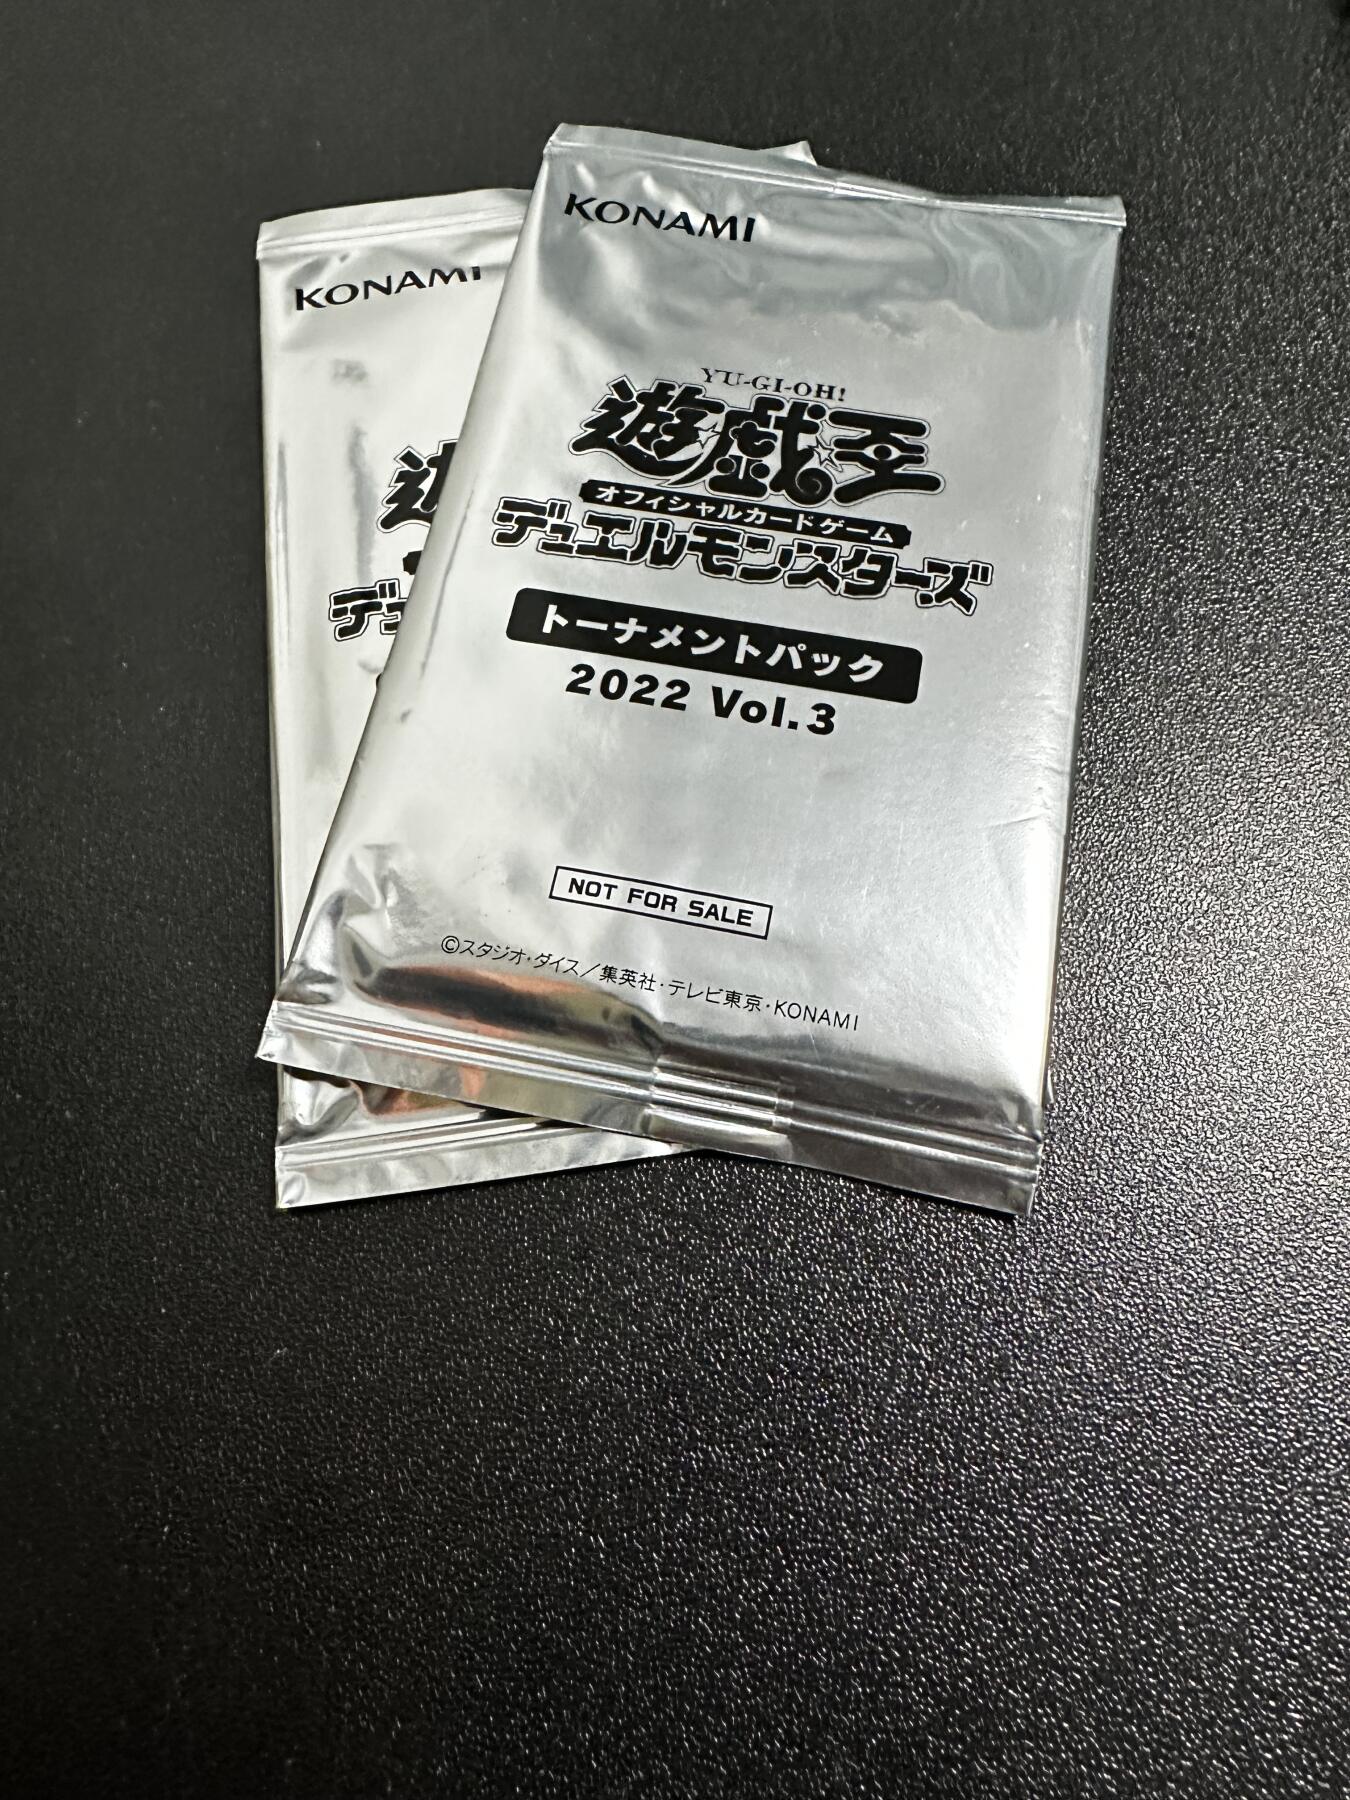 KONAMI
YU-GI-OH!
遊戯王
オフィシャルカードゲーム
デュエルモンスターズ
トーナメントパック
2022 Vol.3
NOT FOR SALE
©スタジオ・ダイス／集英社・テレビ東京・KONAMI
KONAMI
遊
デュ